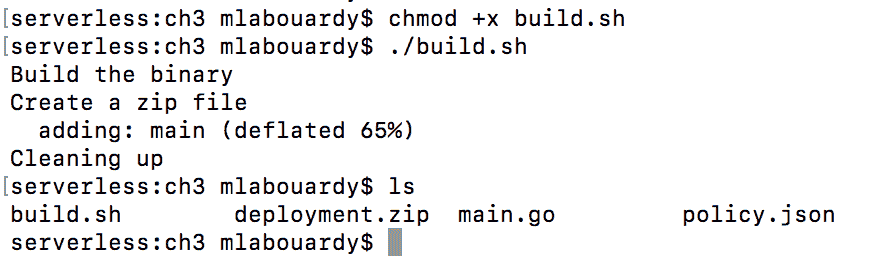 [serverless:ch3 mlabouardy$ chmod +x build.sh
[serverless:ch3 mlabouardy$ ./build.sh
Build the binary
Create a zip file
  adding: main (deflated 65%)
Cleaning up
[serverless:ch3 mlabouardy$ ls
build.sh        deployment.zip  main.go         policy.json
serverless:ch3 mlabouardy$